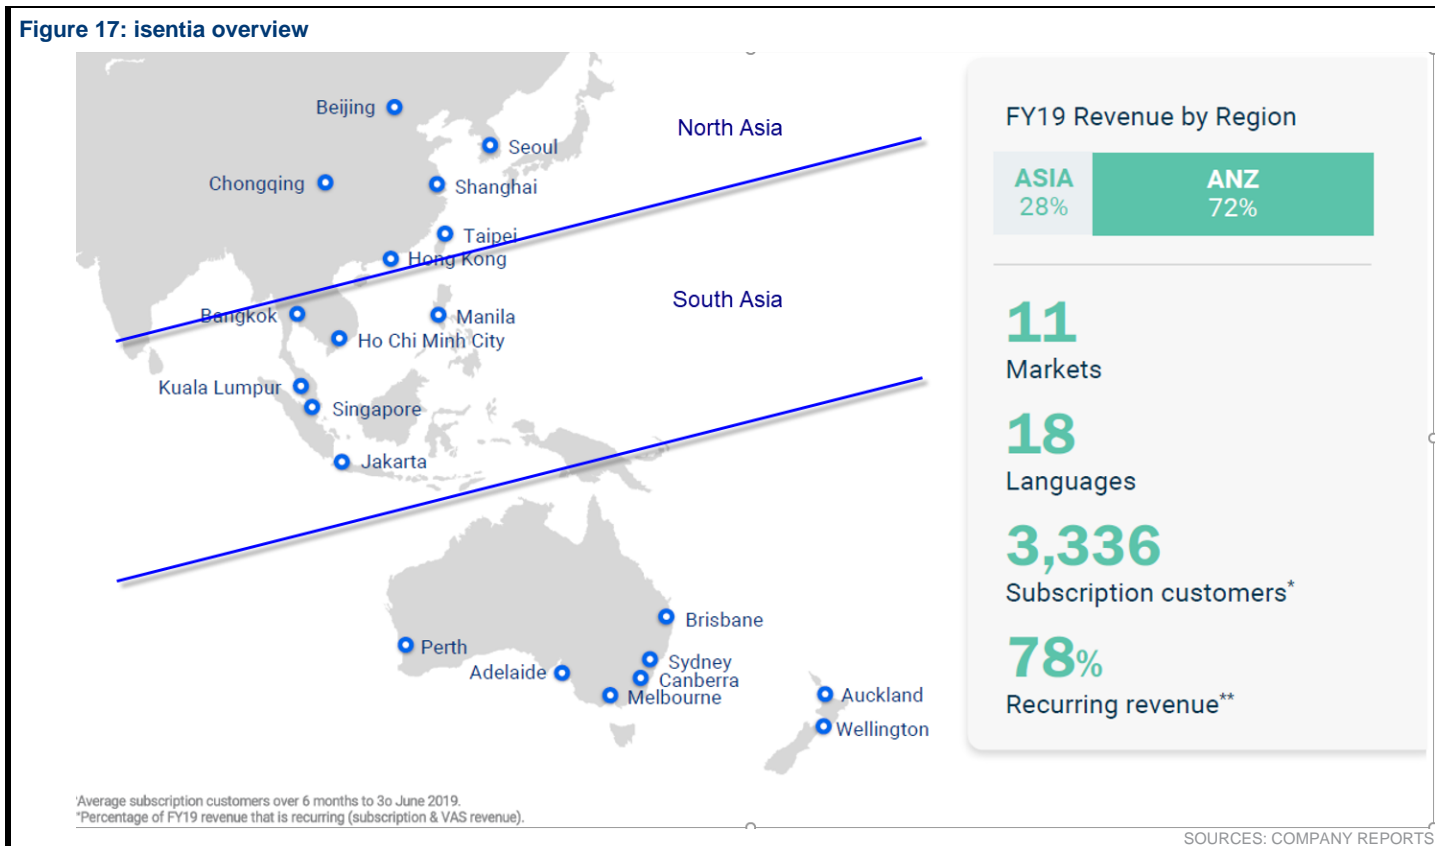 Figure 17: isentia overview
Beijing
North Asia
Seoul
Chongqing
Shanghai
Taipei
Hong Kong
South Asia
Bangkok
Manila
Ho Chi Minh City
Kuala Lumpur
Singapore
Jakarta
Brisbane
Perth
Sydney
Adelaide
Canberra
Melbourne
Auckland
Wellington
FY19 Revenue by Region
ASIA
28%
ANZ
72%
11
Markets
18
Languages
3,336
Subscription customers*
78%
Recurring revenue**
*Average subscription customers over 6 months to 3o June 2019.
*Percentage of FY19 revenue that is recurring (subscription & VAS revenue).
SOURCES: COMPANY REPORTS